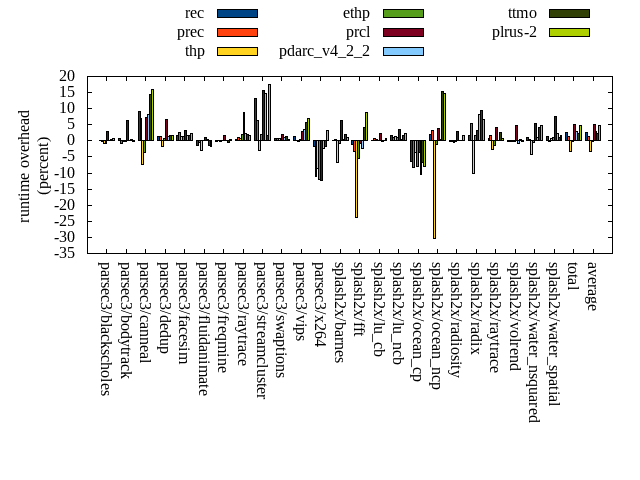 rec ethp ttmo
prec prcl plrus-2
thp pdarc_v4_2_2
runtime overhead
(percent)
20
15
10
5
0
-5
-10
-15
-20
-25
-30
-35
parsec3/blackscholes
parsec3/bodytrack
parsec3/canneal
parsec3/dedup
parsec3/facesim
parsec3/fluidanimate
parsec3/freqmine
parsec3/raytrace
parsec3/streamcluster
parsec3/swaptions
parsec3/vips
parsec3/x264
splash2x/barnes
splash2x/fft
splash2x/lu_cb
splash2x/lu_ncb
splash2x/ocean_cp
splash2x/ocean_ncp
splash2x/radiosity
splash2x/radix
splash2x/raytrace
splash2x/volrend
splash2x/water_nsquared
splash2x/water_spatial
total
average